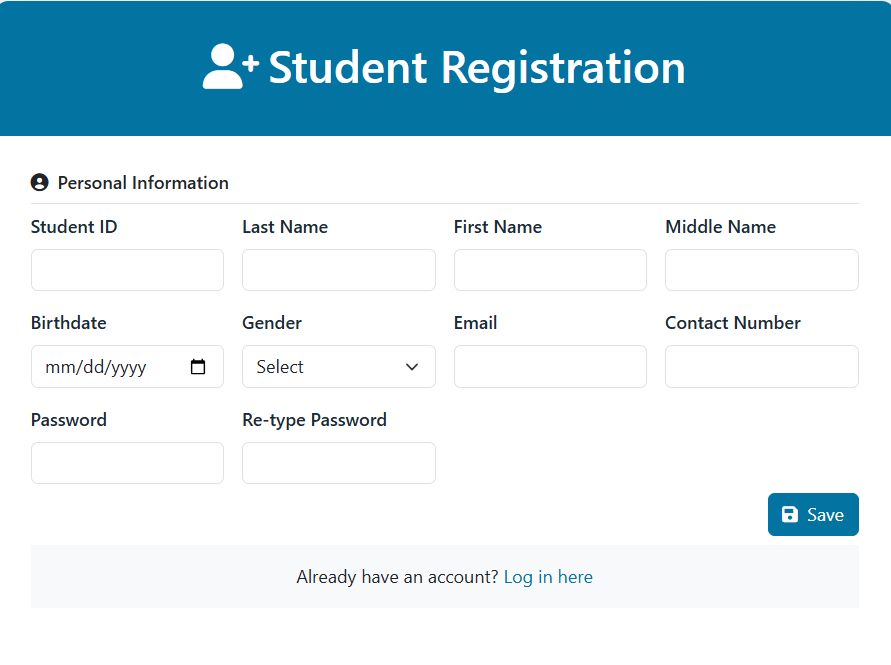 Student Registration
Personal Information
Student ID Last Name First Name Middle Name
Birthdate Gender Email Contact Number
mm/dd/yyyy Select
Password Re-type Password
Save
Already have an account? Log in here